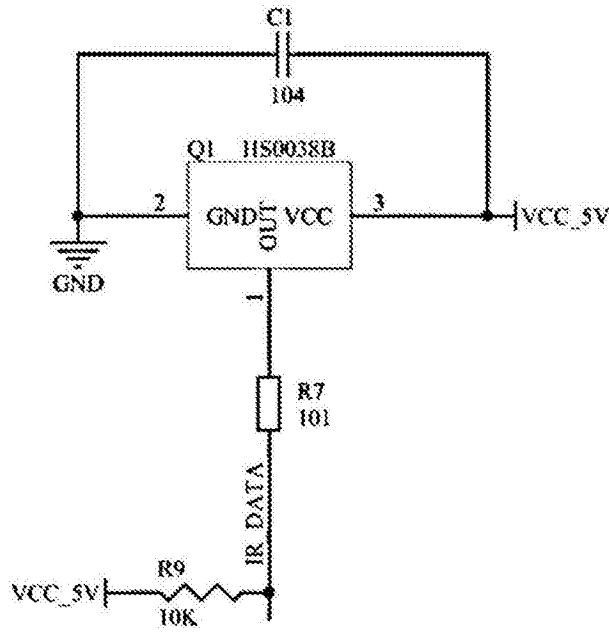 C1
104
Q1 HS0038B
2
GND
OUT
VCC
3
VCC_5V
GND
1
R7
101
IR DATA
R9
VCC_5V
10K